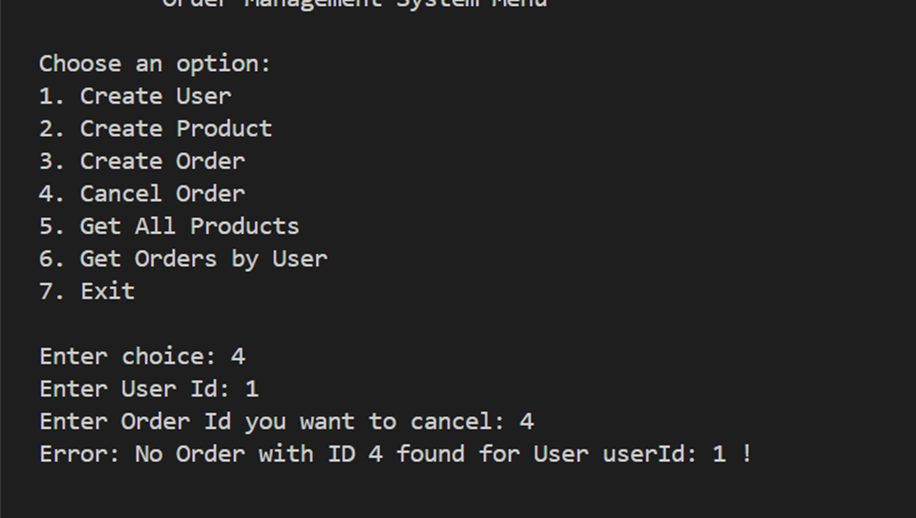 Order Management System Menu
Choose an option:
1. Create User
2. Create Product
3. Create Order
4. Cancel Order
5. Get All Products
6. Get Orders by User
7. Exit
Enter choice: 4
Enter User Id: 1
Enter Order Id you want to cancel: 4
Error: No Order with ID 4 found for User userId: 1 !